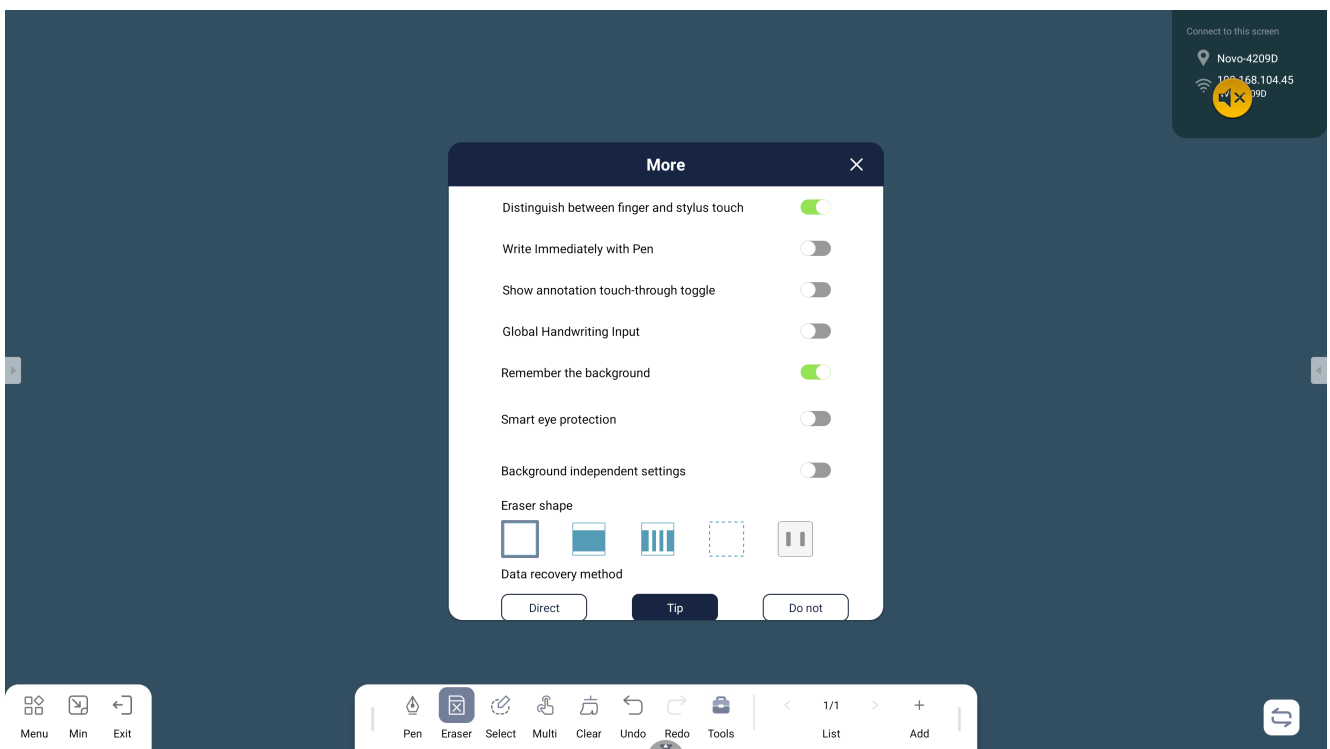 Connect to this screen
Novo-4209D
168.104.45
More
Distinguish between finger and stylus touch
Write Immediately with Pen
Show annotation touch-through toggle
Global Handwriting Input
Remember the background
Smart eye protection
Background independent settings
Eraser shape
Data recovery method
Direct Tip Do not
1/1
Menu Min Exit Pen Eraser Select Multi Clear Undo Redo Tools List Add